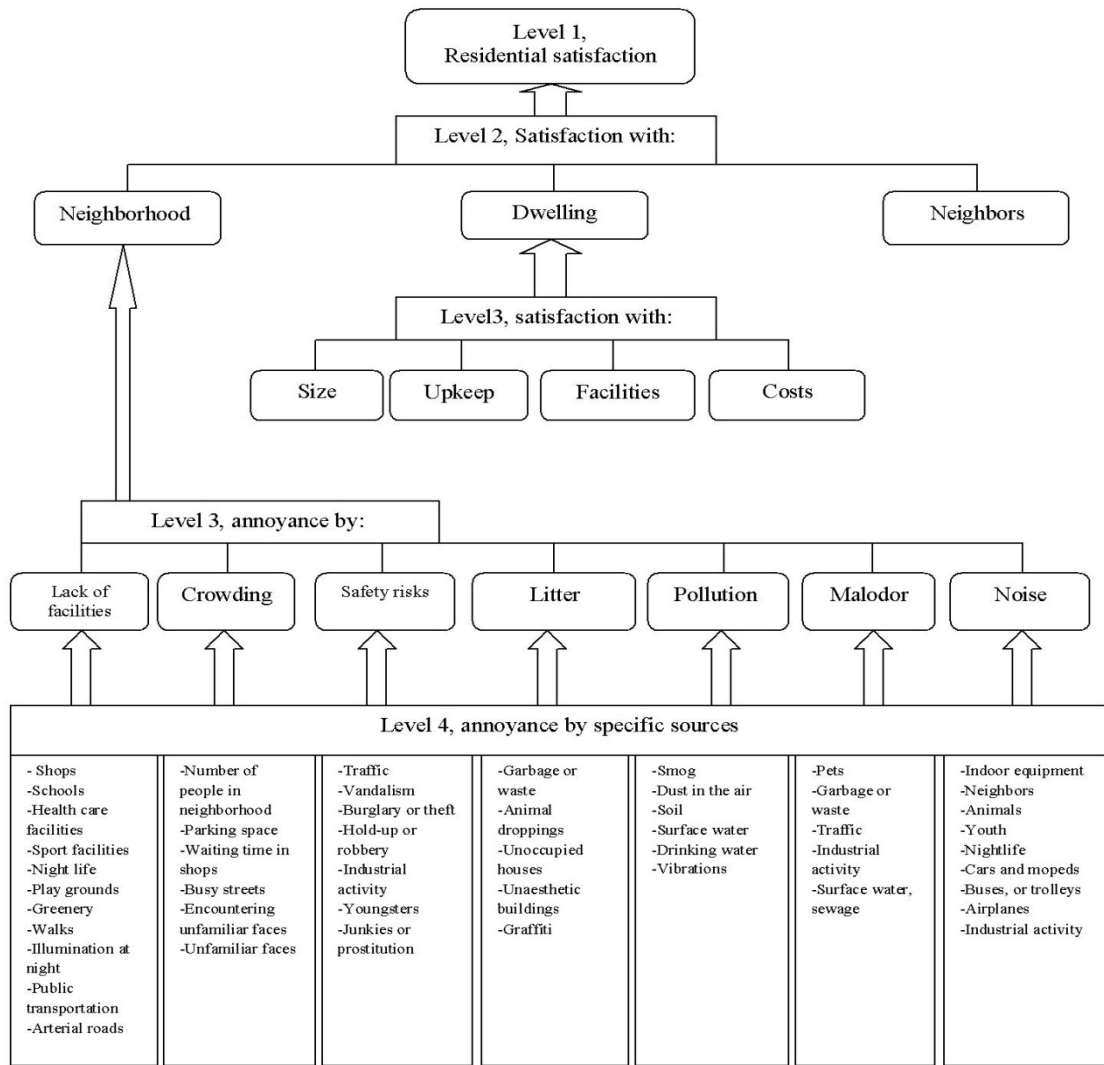 Level 1,
Residential satisfaction
Level 2, Satisfaction with:
Neighborhood
Dwelling
Neighbors
Level3, satisfaction with:
Size
Upkeep
Facilities
Costs
Level 3, annoyance by:
Lack of
facilities
Crowding
Safety risks
Litter
Pollution
Malodor
Noise
Level 4, annoyance by specific sources
- Shops
-Schools
-Health care
facilities
-Sport facilities
-Night life
-Play grounds
-Greenery
-Walks
-Illumination at
night
-Public
transportation
-Arterial roads
-Number of
people in
neighborhood
-Parking space
-Waiting time in
shops
-Busy streets
-Encountering
unfamiliar faces
-Unfamiliar faces
-Traffic
-Vandalism
-Burglary or theft
-Hold-up or
robbery
-Industrial
activity
-Youngsters
-Junkies or
prostitution
-Garbage or
waste
-Animal
droppings
-Unoccupied
houses
-Unaesthetic
buildings
-Graffiti
-Smog
-Dust in the air
-Soil
-Surface water
-Drinking water
-Vibrations
-Pets
-Garbage or
waste
-Traffic
-Industrial
activity
-Surface water,
sewage
-Indoor equipment
-Neighbors
-Animals
-Youth
-Nightlife
-Cars and mopeds
-Buses, or trolleys
-Airplanes
-Industrial activity